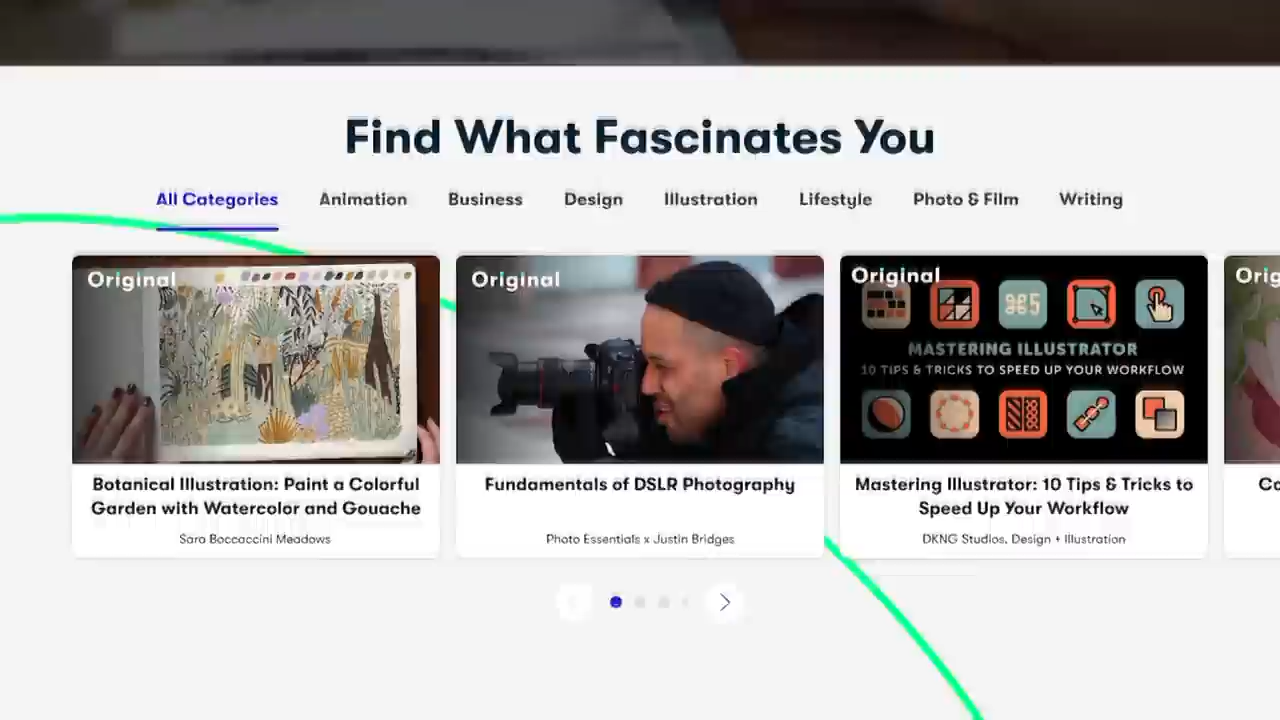 Find What Fascinates You
All Categories Animation Business Design Illustration Lifestyle Photo & Film Writing
Original
Original
Original
⌘5
MASTERING ILLUSTRATOR
10 TIPS & TRICKS TO SPEED UP YOUR WORKFLOW
Botanical Illustration: Paint a Colorful
Garden with Watercolor and Gouache
Sara Boccaccini Meadows
Fundamentals of DSLR Photography
Photo Essentials x Justin Bridges
Mastering Illustrator: 10 Tips & Tricks to
Speed Up Your Workflow
DKNG Studios, Design + Illustration